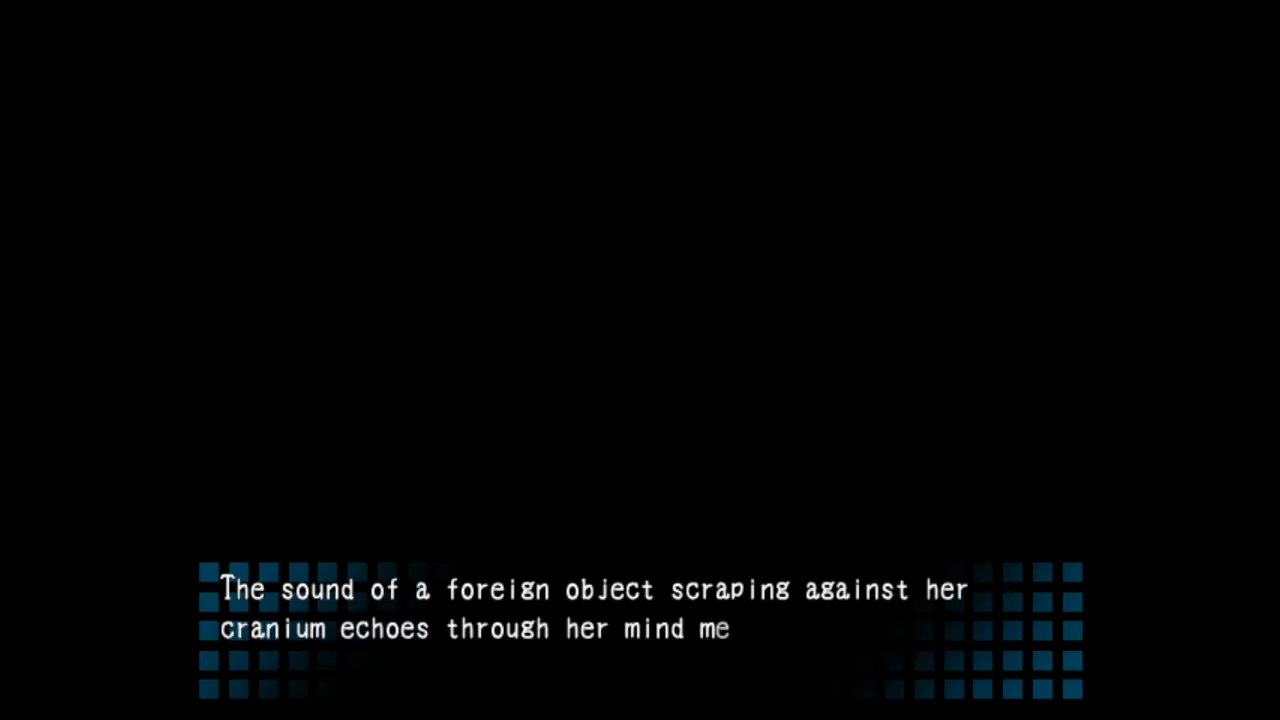 The sound of a foreign object scraping against her
cranium echoes through her mind me